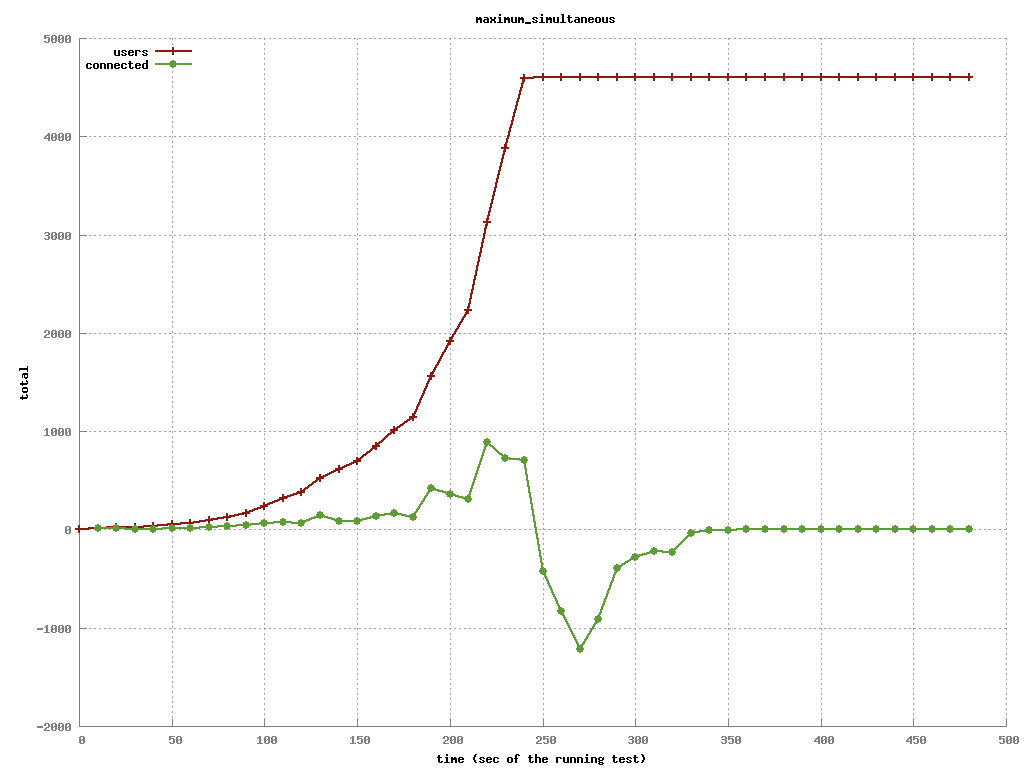 maximum_simultaneous
users
connected
5000
4000
3000
2000
1000
0
-1000
-2000
total
0 50 100 150 200 250 300 350 400 450 500
time (sec of the running test)